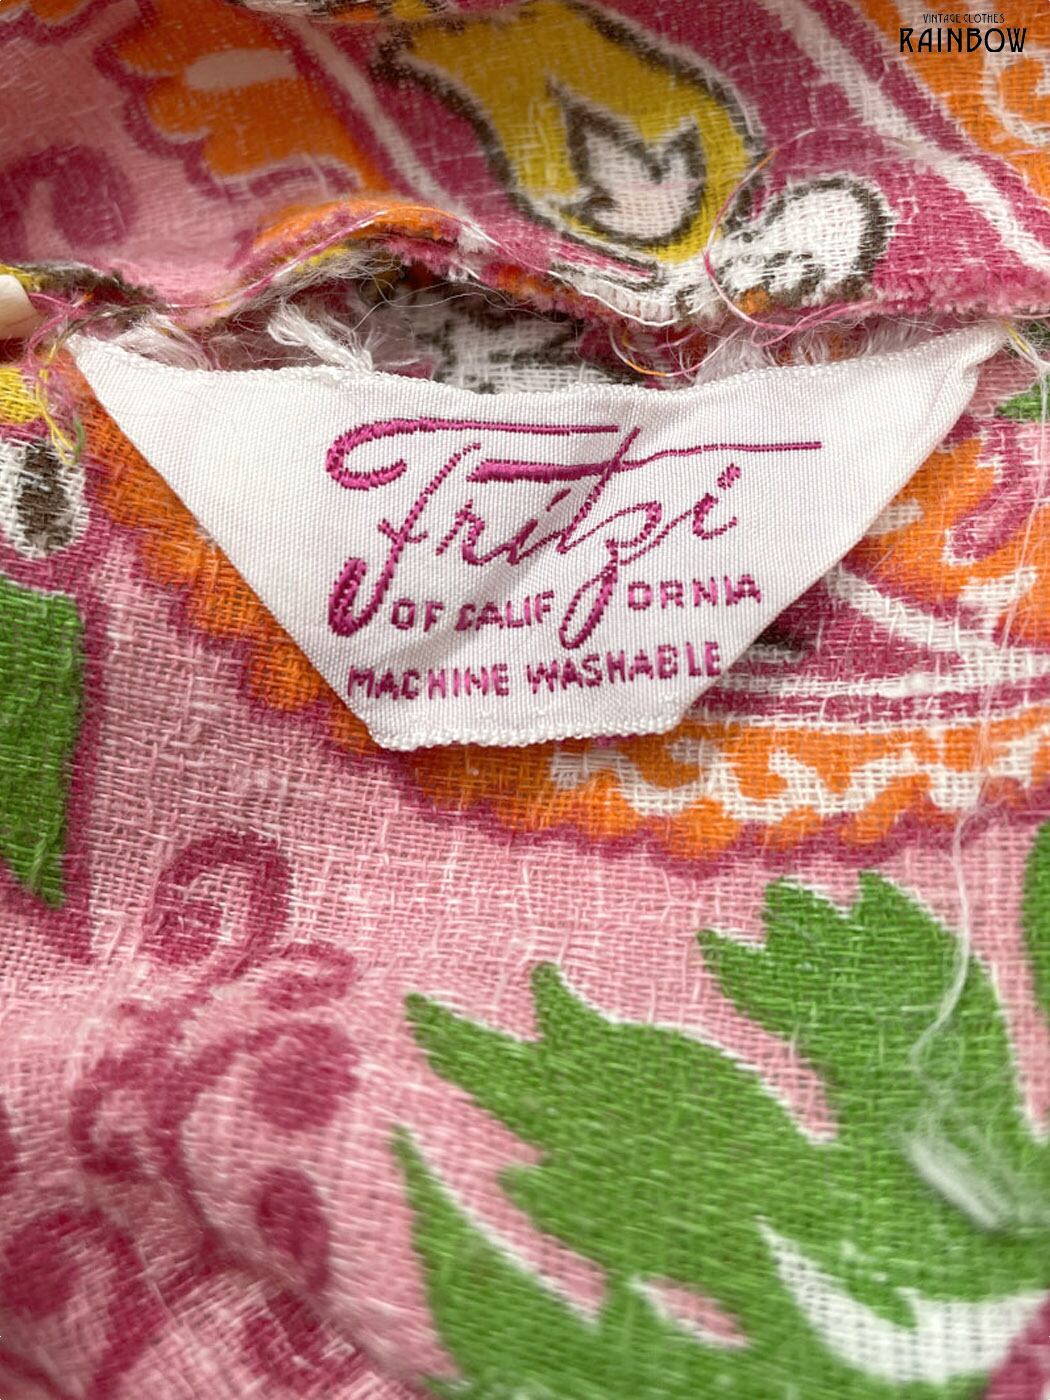 VINTAGE CLOTHES
RAINBOW
Fritzi
OF CALIFORNIA
MACHINE WASHABLE